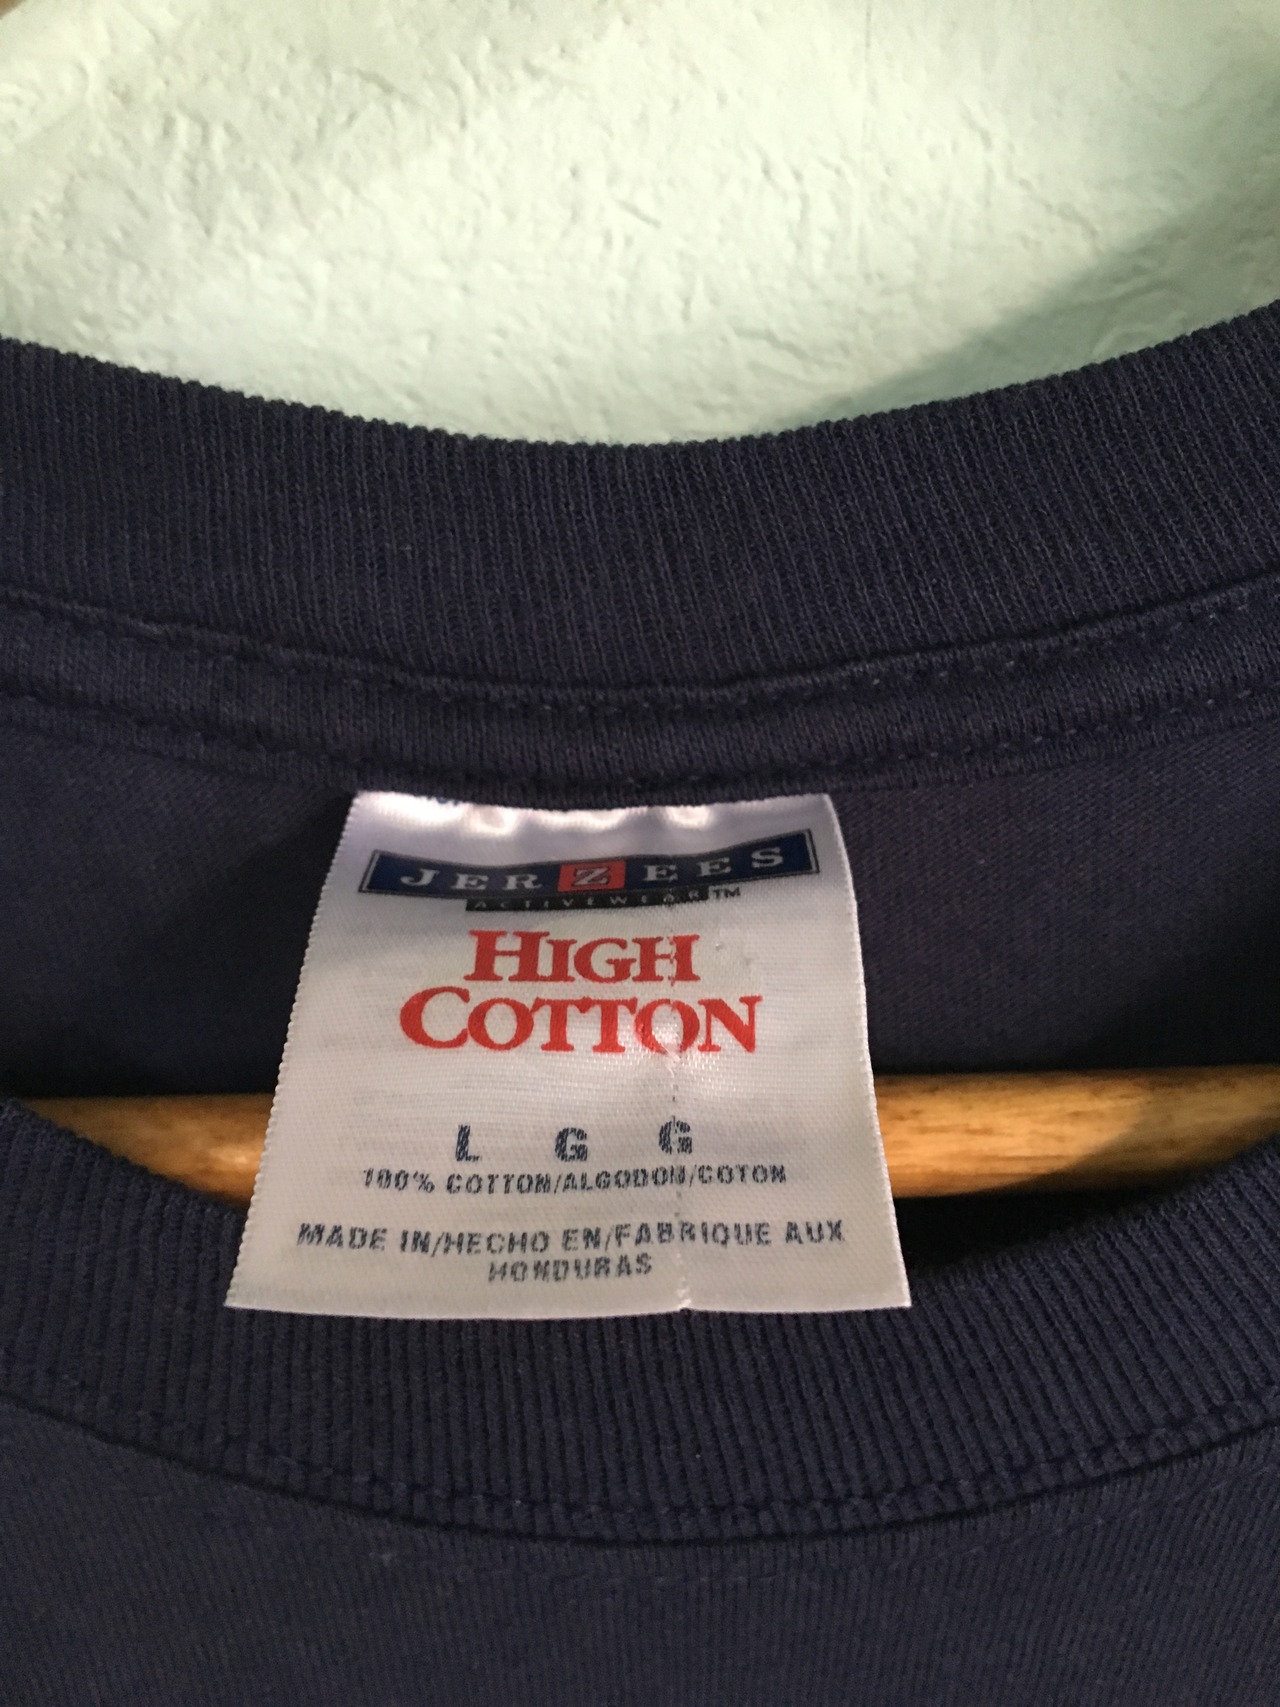 JERZEES
ACTIVEWEAR™
HIGH
COTTON
L G G
100% COTTON/ALGODON/COTON
MADE IN/HECHO EN/FABRIQUE AUX
HONDURAS